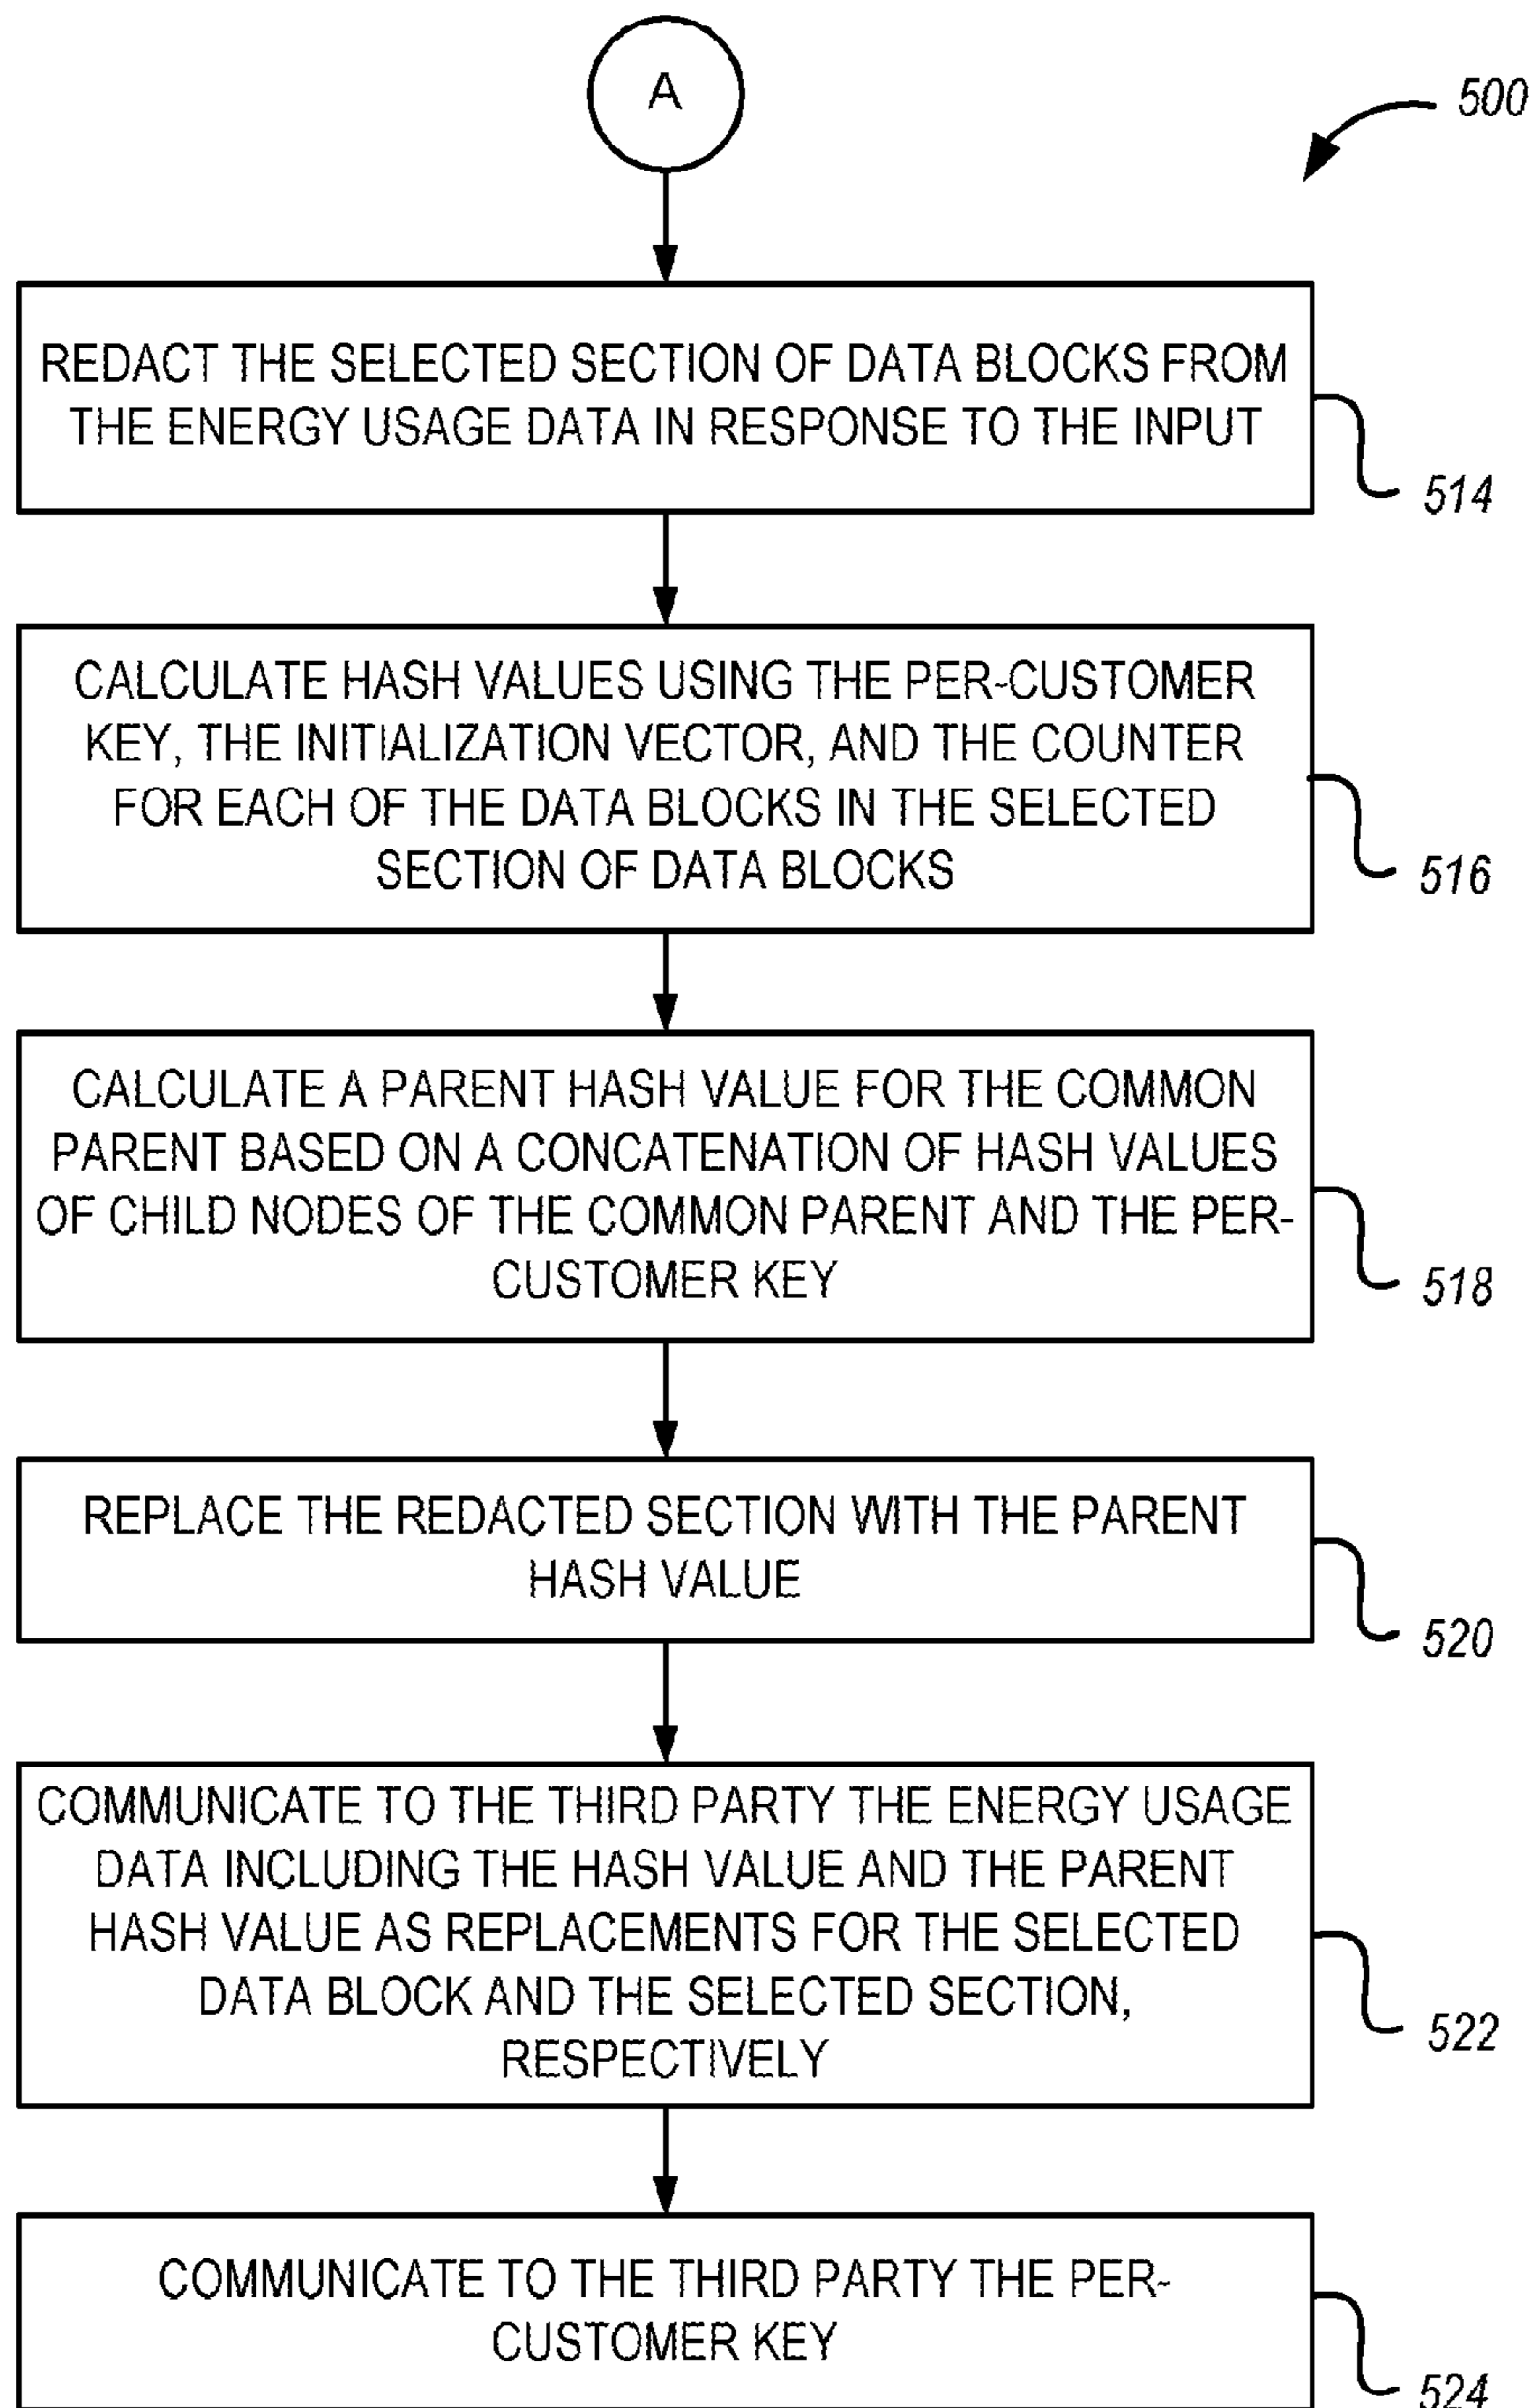 A
500
REDACT THE SELECTED SECTION OF DATA BLOCKS FROM
THE ENERGY USAGE DATA IN RESPONSE TO THE INPUT
514
CALCULATE HASH VALUES USING THE PER-CUSTOMER
KEY, THE INITIALIZATION VECTOR, AND THE COUNTER
FOR EACH OF THE DATA BLOCKS IN THE SELECTED
SECTION OF DATA BLOCKS
516
CALCULATE A PARENT HASH VALUE FOR THE COMMON
PARENT BASED ON A CONCATENATION OF HASH VALUES
OF CHILD NODES OF THE COMMON PARENT AND THE PER-
CUSTOMER KEY
518
REPLACE THE REDACTED SECTION WITH THE PARENT
HASH VALUE
520
COMMUNICATE TO THE THIRD PARTY THE ENERGY USAGE
DATA INCLUDING THE HASH VALUE AND THE PARENT
HASH VALUE AS REPLACEMENTS FOR THE SELECTED
DATA BLOCK AND THE SELECTED SECTION,
RESPECTIVELY
522
COMMUNICATE TO THE THIRD PARTY THE PER-
CUSTOMER KEY
524